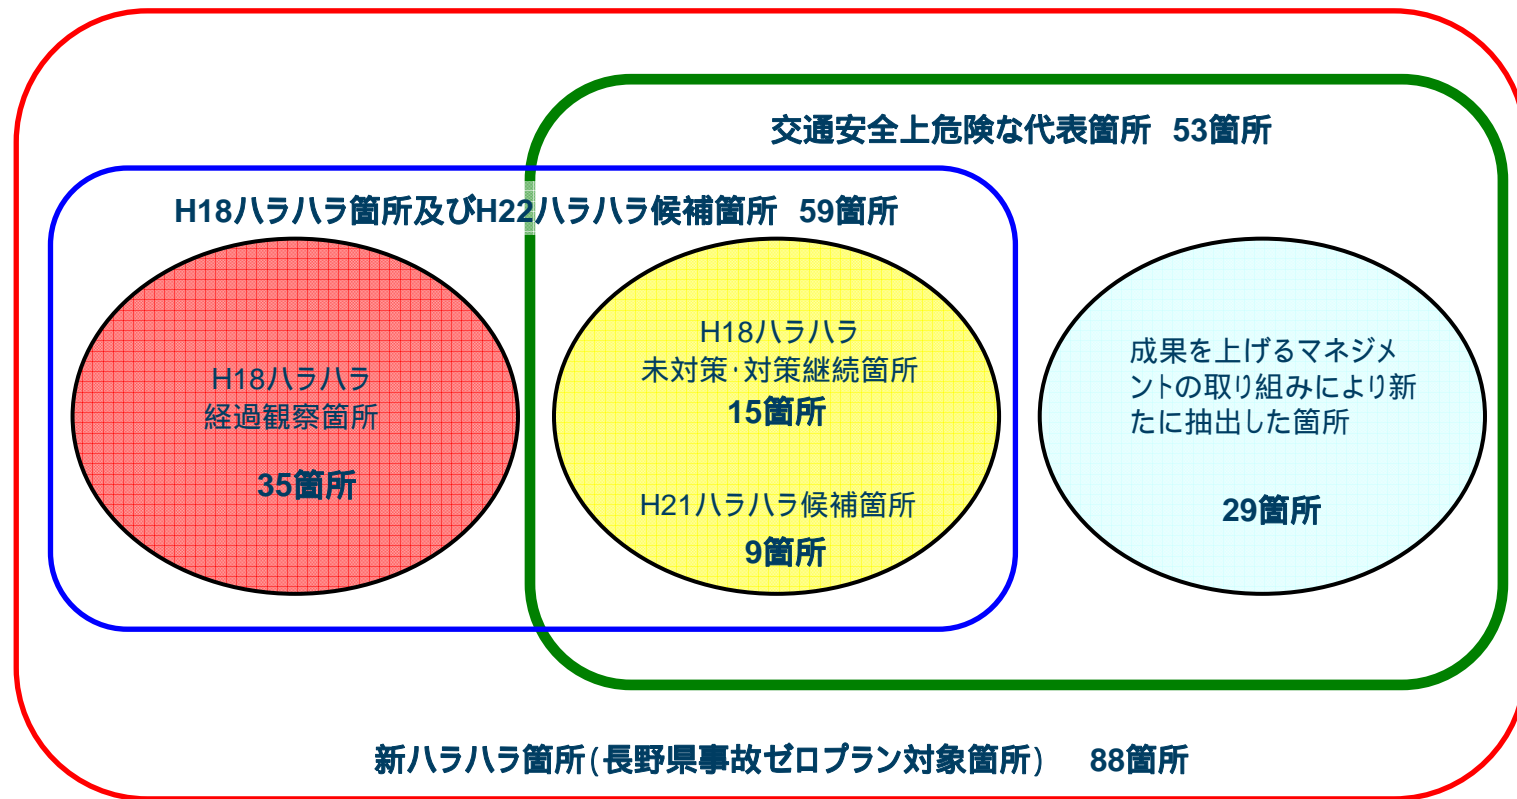 交通安全上危険な代表箇所 53箇所
H18ハラハラ箇所及びH22ハラハラ候補箇所 59箇所
H18ハラハラ
経過観察箇所
35箇所
H18ハラハラ
未対策・対策継続箇所
15箇所
H21ハラハラ候補箇所
9箇所
成果を上げるマネジメ
ントの取り組みにより新
たに抽出した箇所
29箇所
新ハラハラ箇所(長野県事故ゼロプラン対象箇所) 88箇所